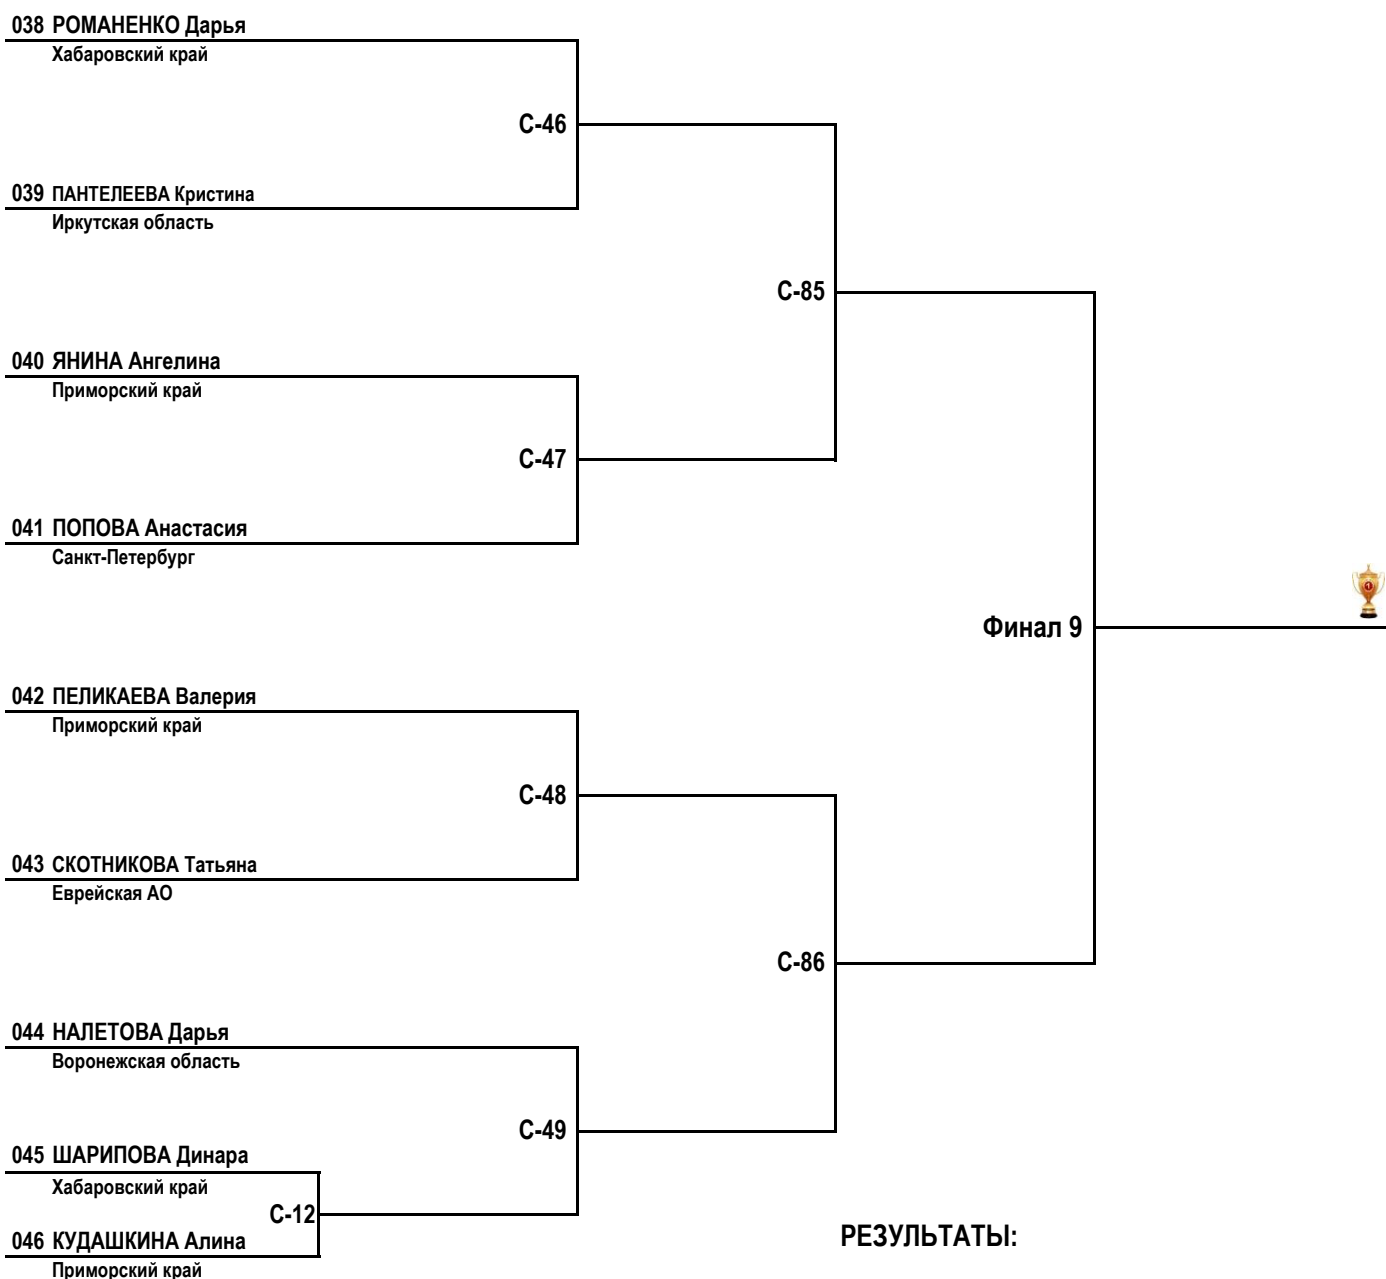 038 РОМАНЕНКО Дарья
Хабаровский край
С-46
039 ПАНТЕЛЕЕВА Кристина
Иркутская область
С-85
040 ЯНИНА Ангелина
Приморский край
С-47
041 ПОПОВА Анастасия
Санкт-Петербург
Финал 9
042 ПЕЛИКАЕВА Валерия
Приморский край
С-48
043 СКОТНИКОВА Татьяна
Еврейская АО
С-86
044 НАЛЕТОВА Дарья
Воронежская область
С-49
045 ШАРИПОВА Динара
Хабаровский край
С-12
046 КУДАШКИНА Алина
Приморский край
РЕЗУЛЬТАТЫ: